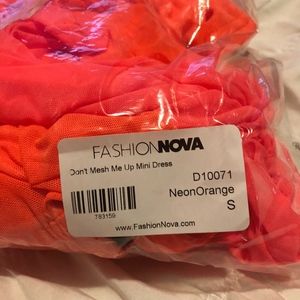 FASHIONNOVA
Don't Mesh Me Up Mini Dress
D10071
NeonOrange
S
783159
www.FashionNova.com